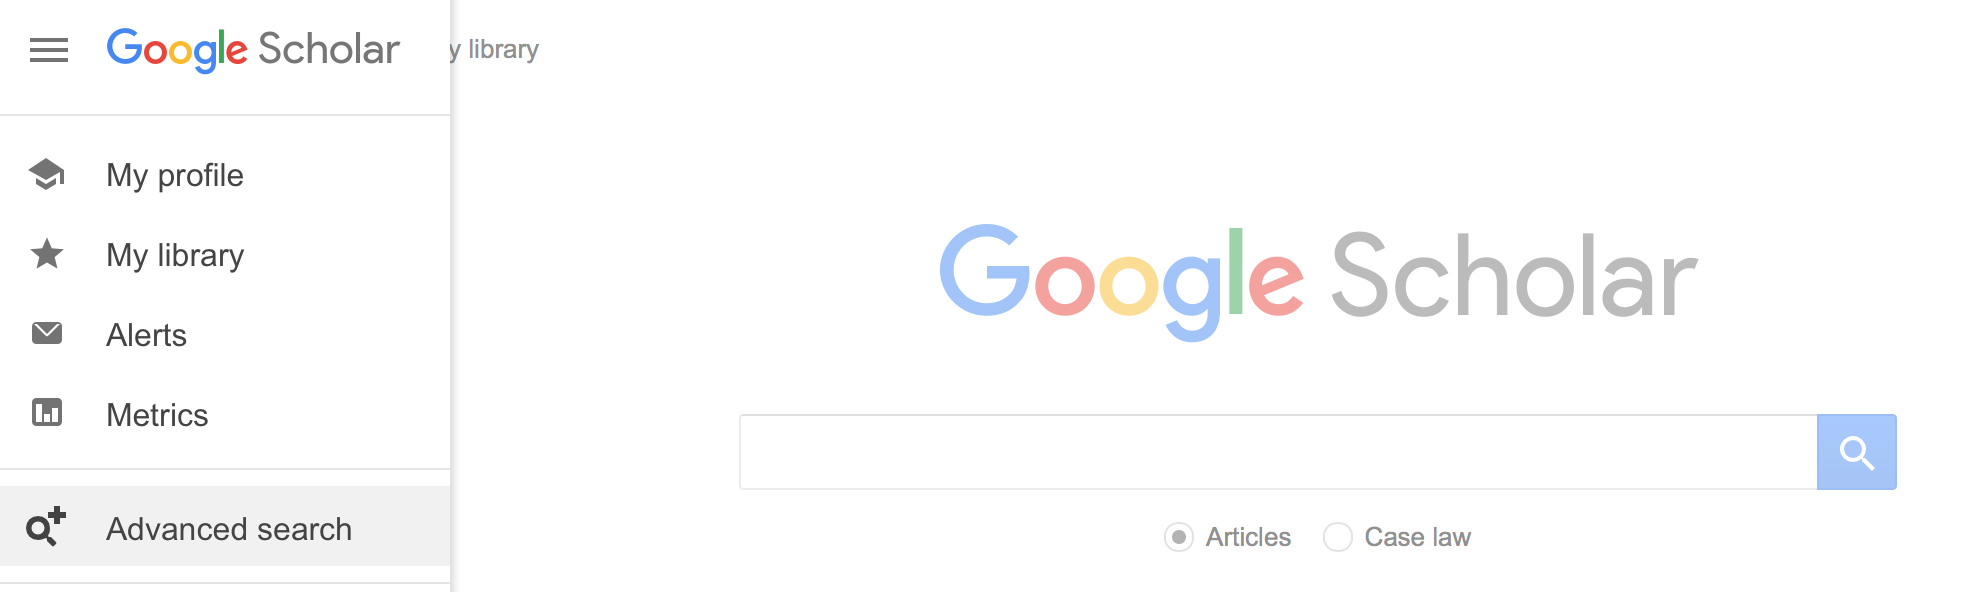 Google Scholar
y library
My profile
My library
Alerts
Metrics
Advanced search
Google Scholar
Articles
Case law